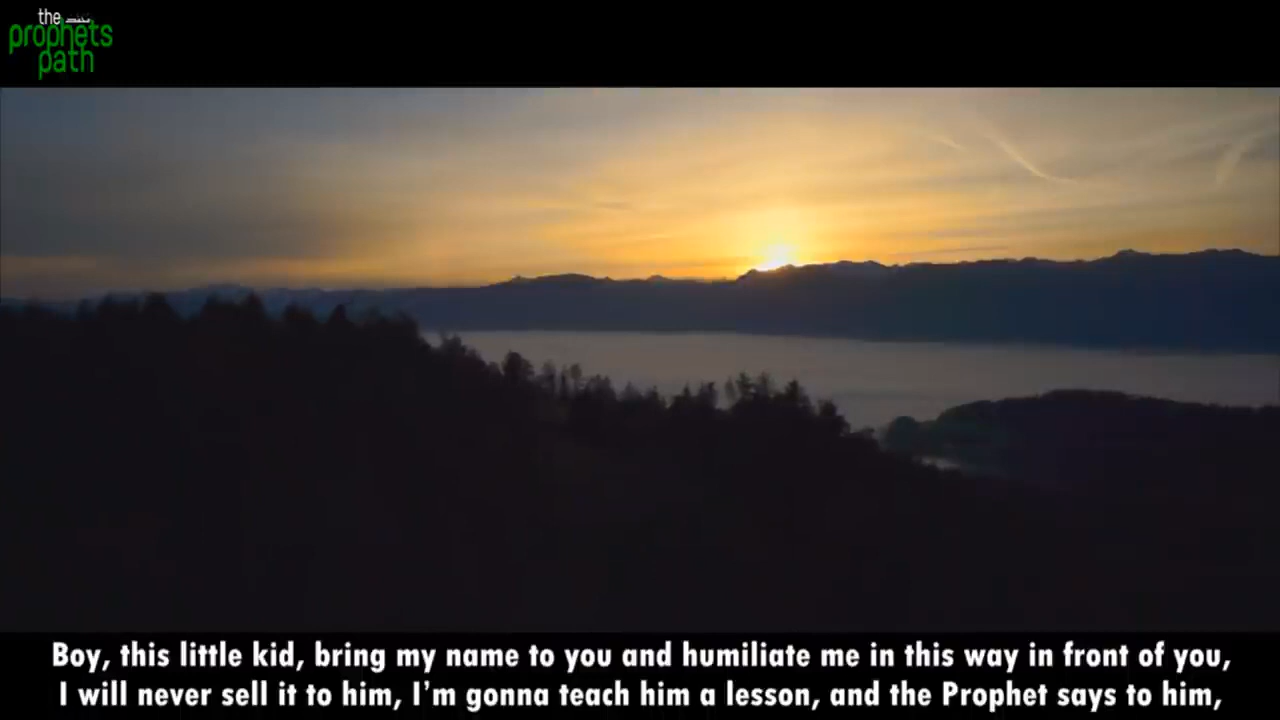 the
prophets
path
Boy, this little kid, bring my name to you and humiliate me in this way in front of you,
I will never sell it to him, I'm gonna teach him a lesson, and the Prophet says to him,